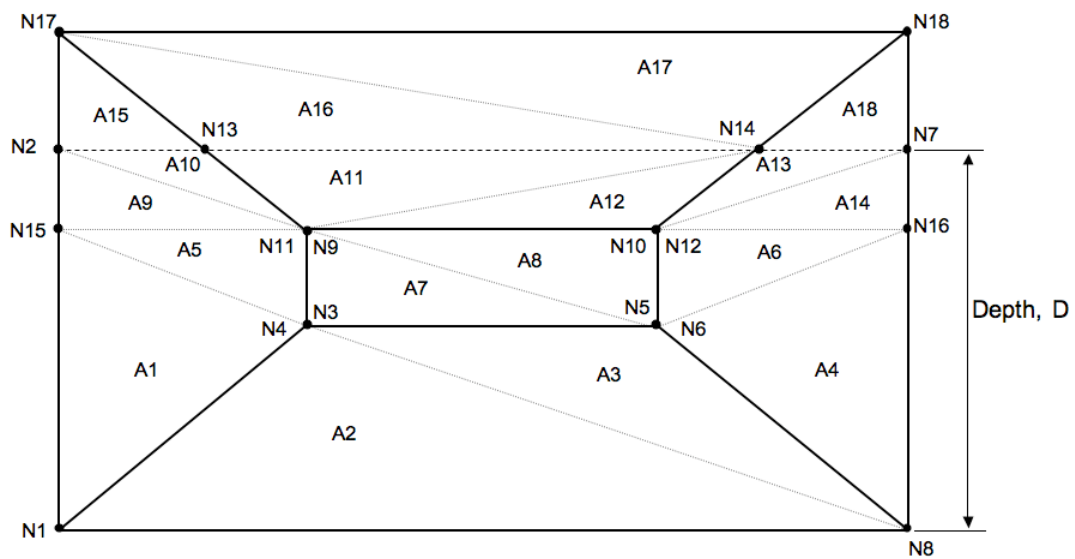 N17 N18
A17
A15 A16 A18
N13 N14
N2 N7
A10 A13
A11
A9 A12 A14
N15 N16
N11 N9 N10 N12
A5 A6
A8
A7
N4 N3 N5 N6
Depth, D
A1 A3 A4
A2
N1
N8